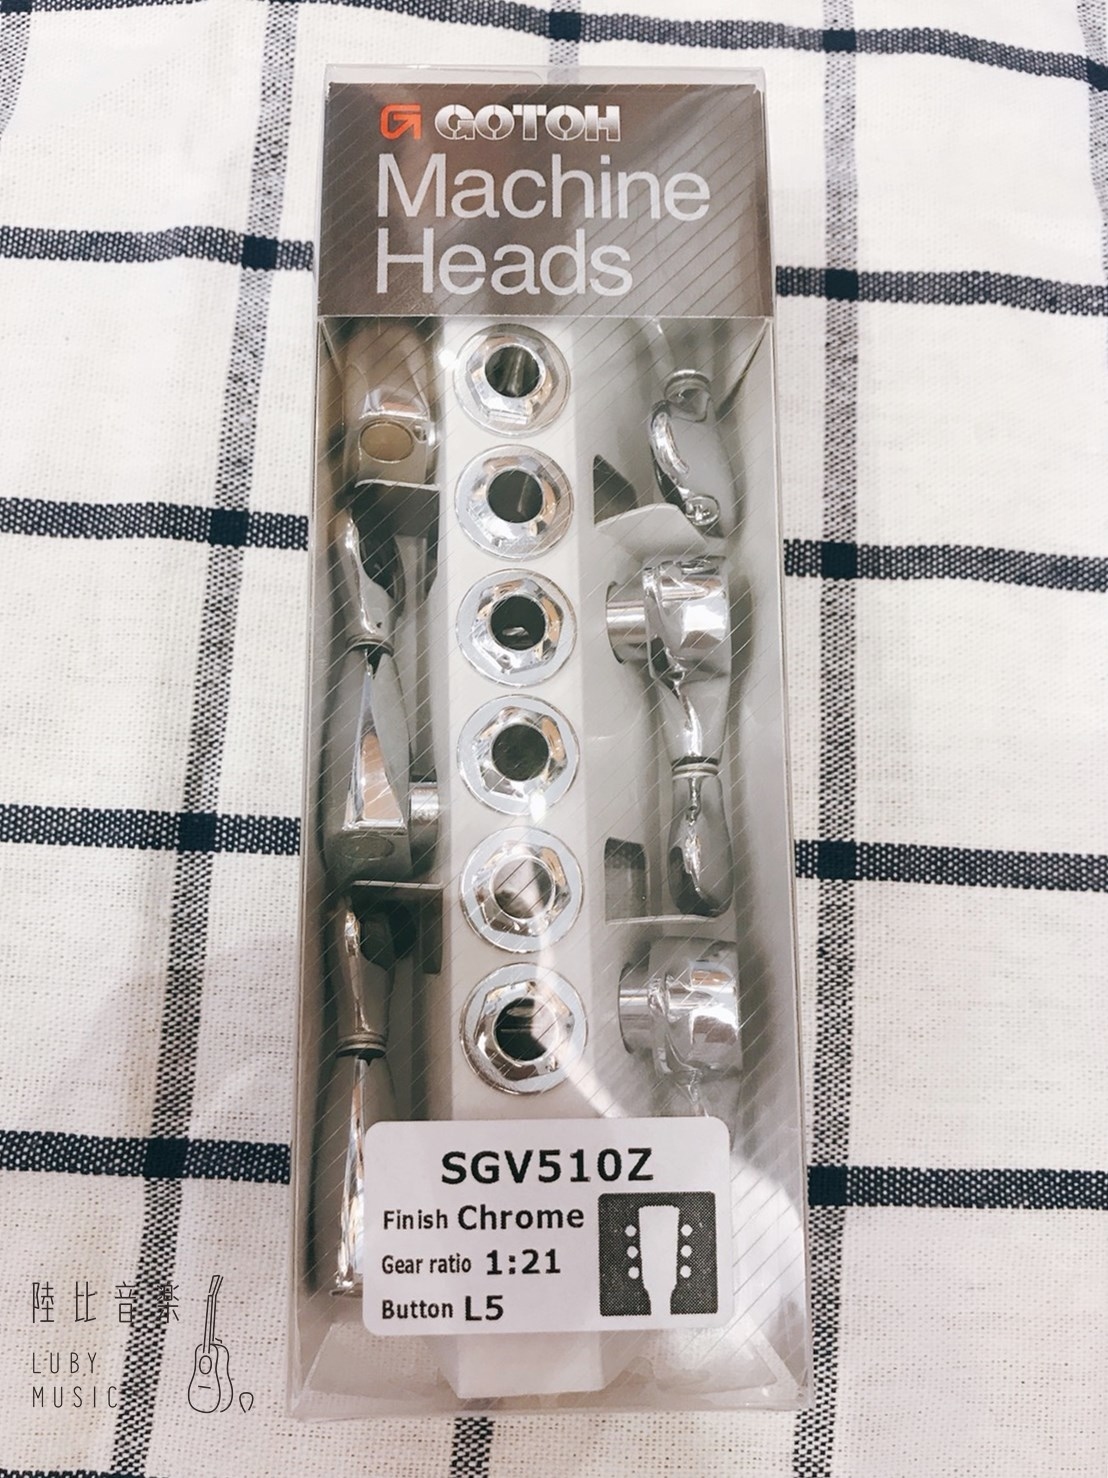 GOTOH
Machine
Heads
SGV510Z
Finish Chrome
Gear ratio 1:21
Button L5
陸比音樂
LUBY
MUSIC